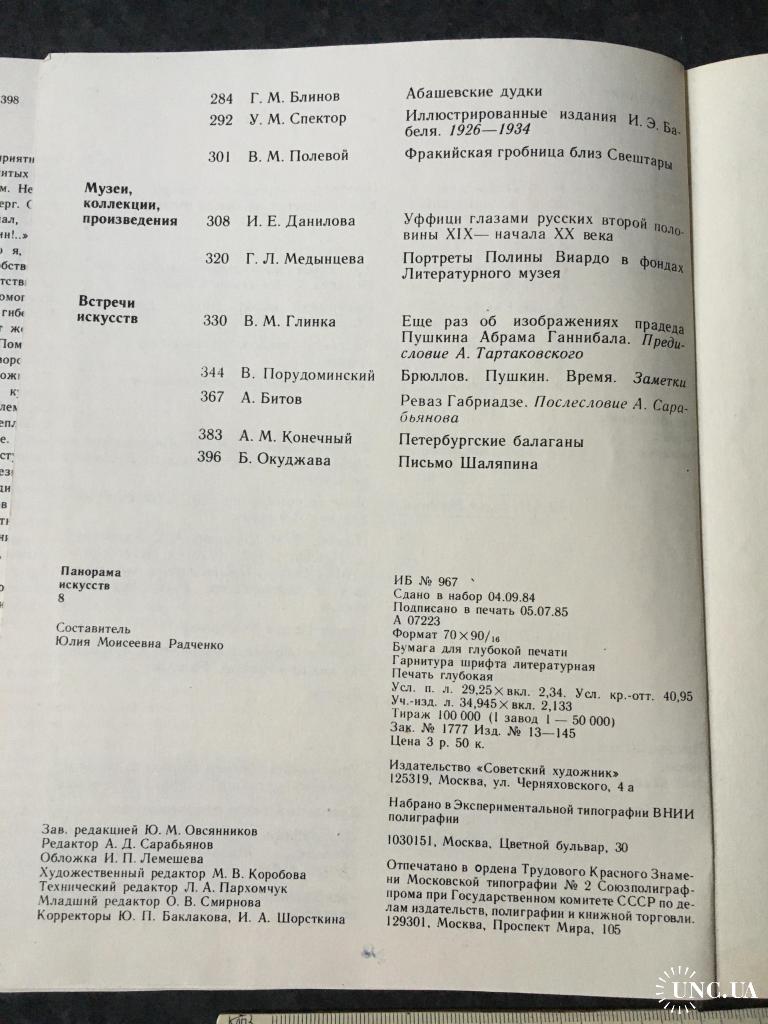 398
284 Г. М. Блинов Абашевские дудки
292 У. М. Спектор Иллюстрированные издания И. Э. Ба-
беля. 1926—1934
301 В. М. Полевой Фракийская гробница близ Свештары
Музеи,
коллекции,
произведения 308 И. Е. Данилова Уффици глазами русских второй поло-
вины XIX — начала XX века
320 Г. Л. Медынцева Портреты Полины Виардо в фондах
Литературного музея
Встречи
искусств 330 В. М. Глинка Еще раз об изображениях прадеда
Пушкина Абрама Ганнибала. Преди-
словие А. Тартаковского
344 В. Порудоминский Брюллов. Пушкин. Время. Заметки
367 А. Битов Реваз Габриадзе. Послесловие А. Сара-
бьянова
383 А. М. Конечный Петербургские балаганы
396 Б. Окуджава Письмо Шаляпина
Панорама
искусств
8
Составитель
Юлия Моисеевна Радченко
ИБ № 967
Сдано в набор 04.09.84
Подписано в печать 05.07.85
А 07223
Формат 70×90/16
Бумага для глубокой печати
Гарнитура шрифта литературная
Печать глубокая
Усл. п. л. 29,25×вкл. 2,34. Усл. кр.-отт. 40,95
Уч.-изд. л. 34,945×вкл. 2,133
Тираж 100 000 (1 завод 1 — 50 000)
Зак. № 1777 Изд. № 13—145
Цена 3 р. 50 к.
Издательство «Советский художник»
125319, Москва, ул. Черняховского, 4 а
Набрано в Экспериментальной типографии ВНИИ
полиграфии
1030151, Москва, Цветной бульвар, 30
Отпечатано в ордена Трудового Красного Знаме-
ни Московской типографии № 2 Союзполиграф-
прома при Государственном комитете СССР по де-
лам издательств, полиграфии и книжной торговли.
129301, Москва, Проспект Мира, 105
Зав. редакцией Ю. М. Овсянников
Редактор А. Д. Сарабьянов
Обложка И. П. Лемешева
Художественный редактор М. В. Коробова
Технический редактор Л. А. Пархомчук
Младший редактор О. В. Смирнова
Корректоры Ю. П. Баклакова, И. А. Шорсткина
UNC.UA